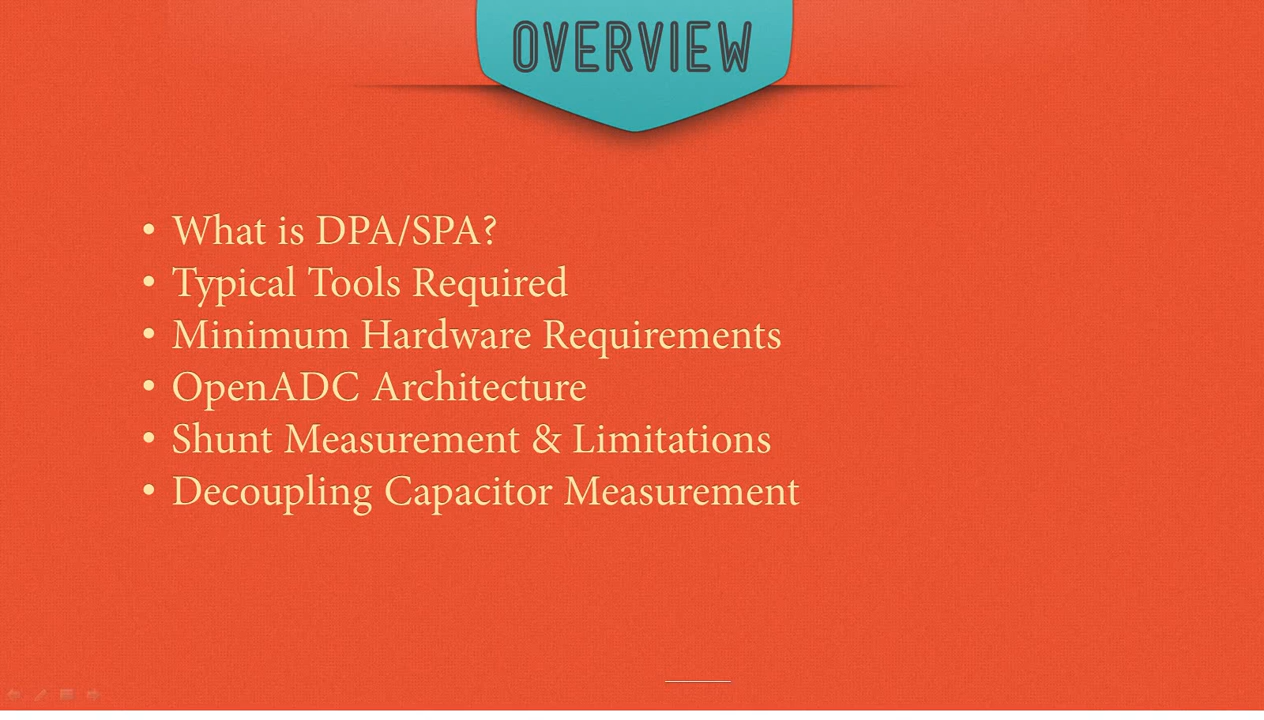 OVERVIEW
• What is DPA/SPA?
• Typical Tools Required
• Minimum Hardware Requirements
• OpenADC Architecture
• Shunt Measurement & Limitations
• Decoupling Capacitor Measurement